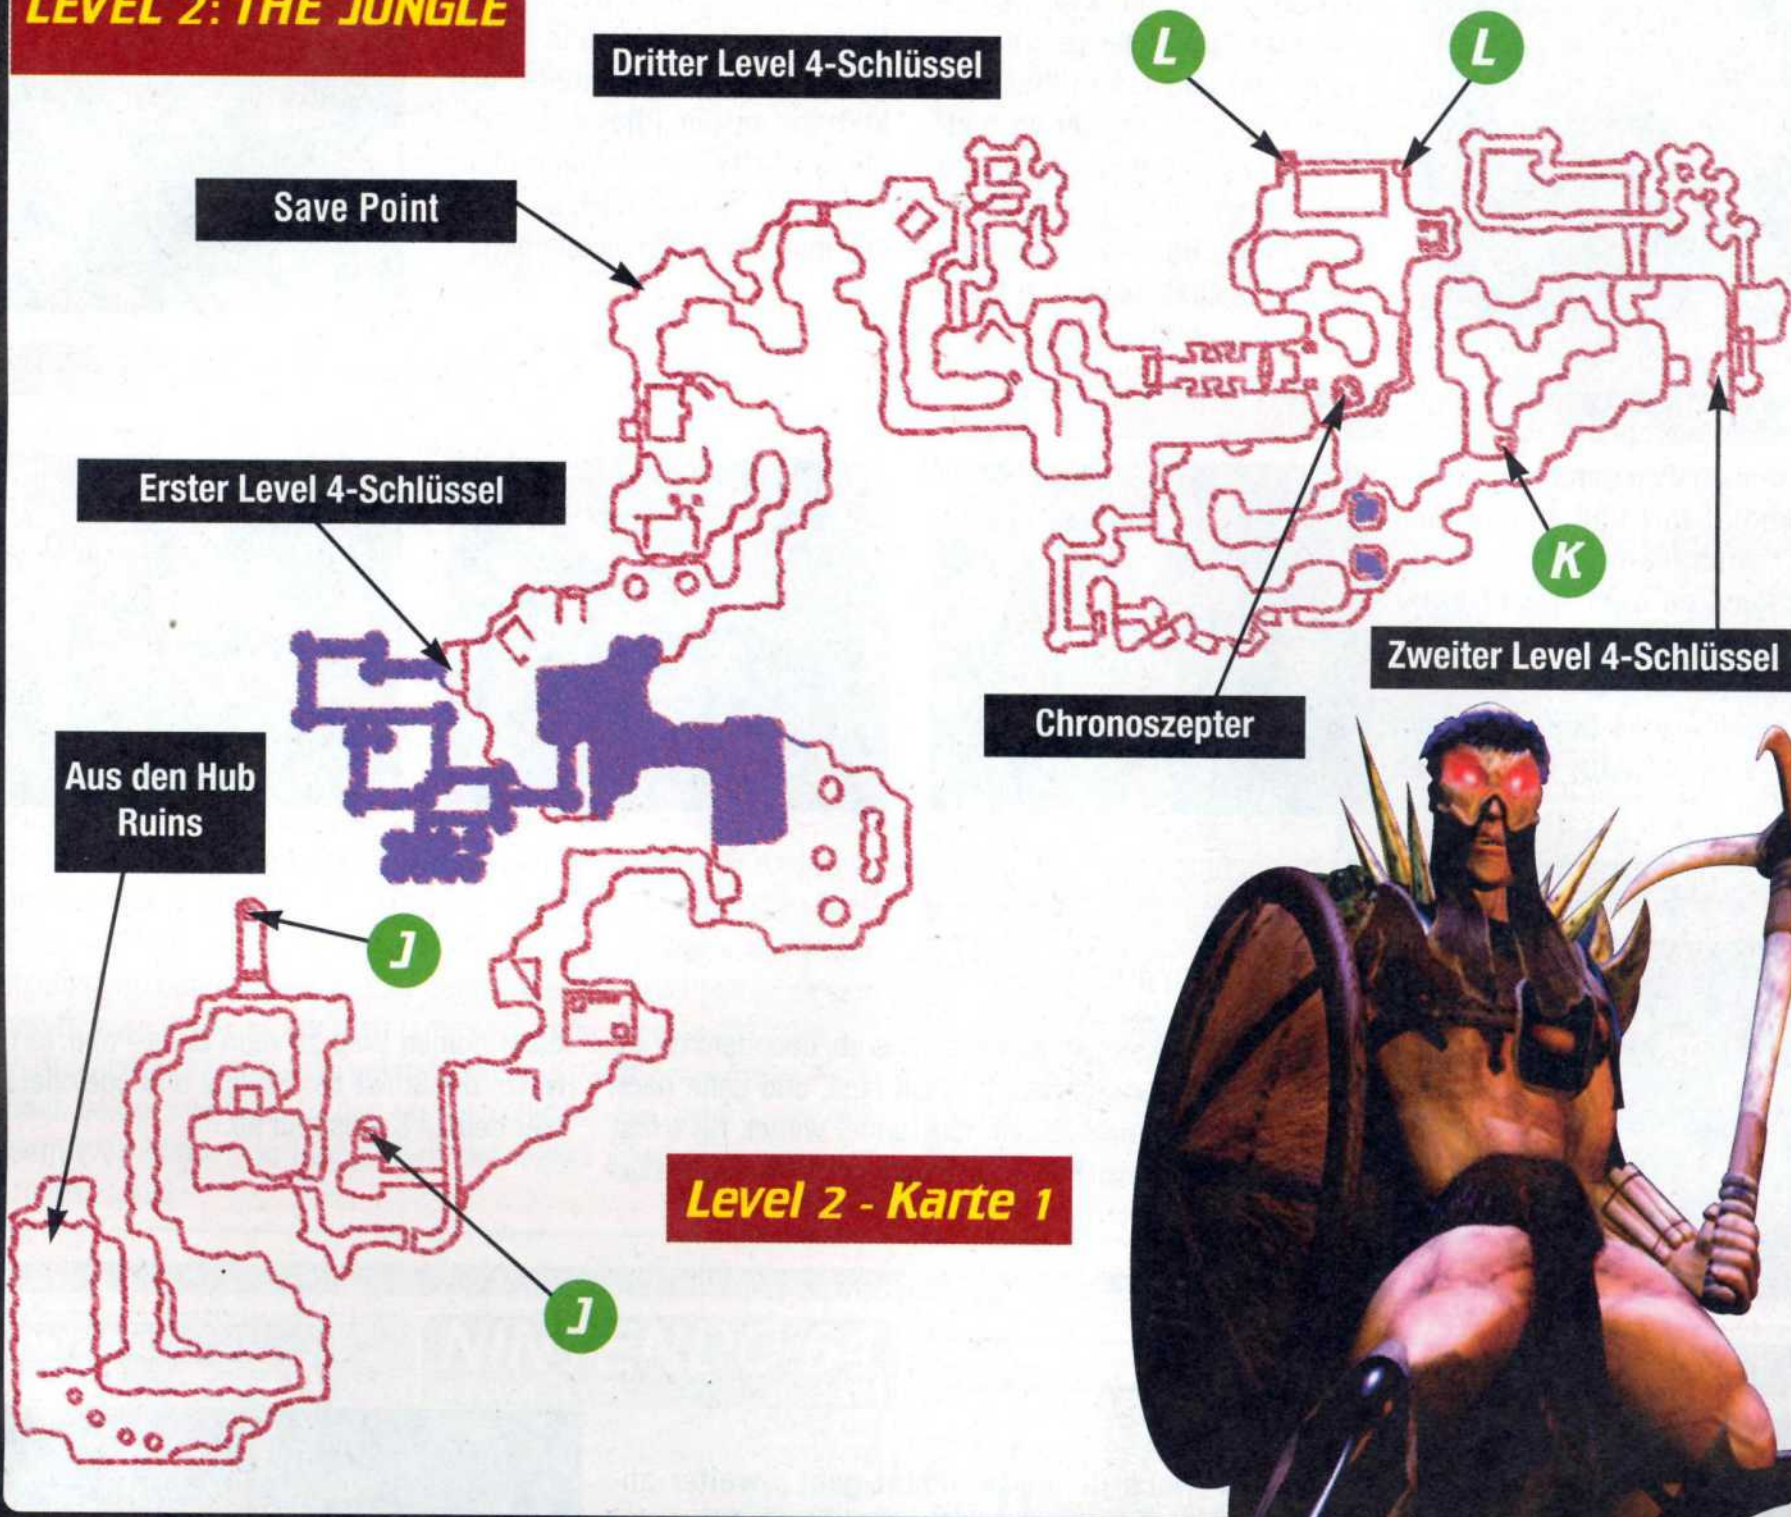 LEVEL 2: THE JUNGLE
Dritter Level 4-Schlüssel
L
L
Save Point
Erster Level 4-Schlüssel
K
Zweiter Level 4-Schlüssel
Chronoszepter
Aus den Hub
Ruins
J
J
Level 2 - Karte 1